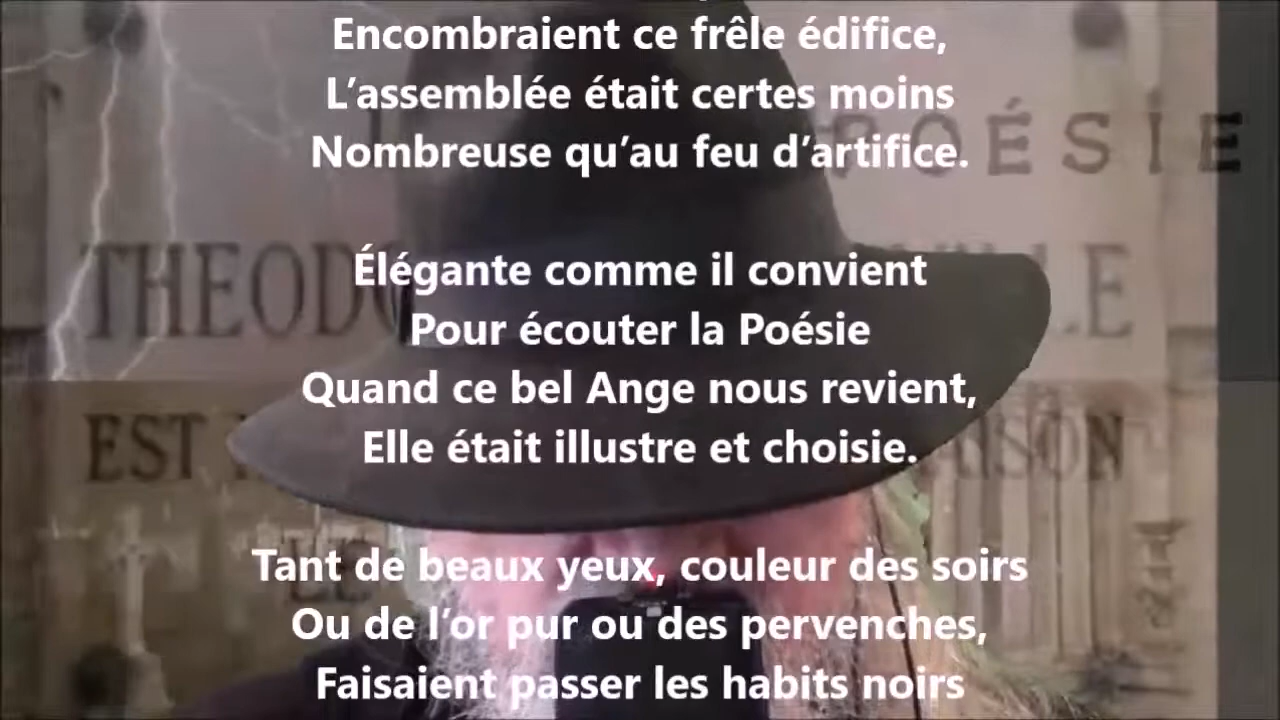 Encombraient ce frêle édifice,
L’assemblée était certes moins
Nombreuse qu’au feu d’artifice.
POÉSIE
Élégante comme il convient
Pour écouter la Poésie
Quand ce bel Ange nous revient,
Elle était illustre et choisie.
EST
Tant de beaux yeux, couleur des soirs
Ou de l’or pur ou des pervenches,
Faisaient passer les habits noirs